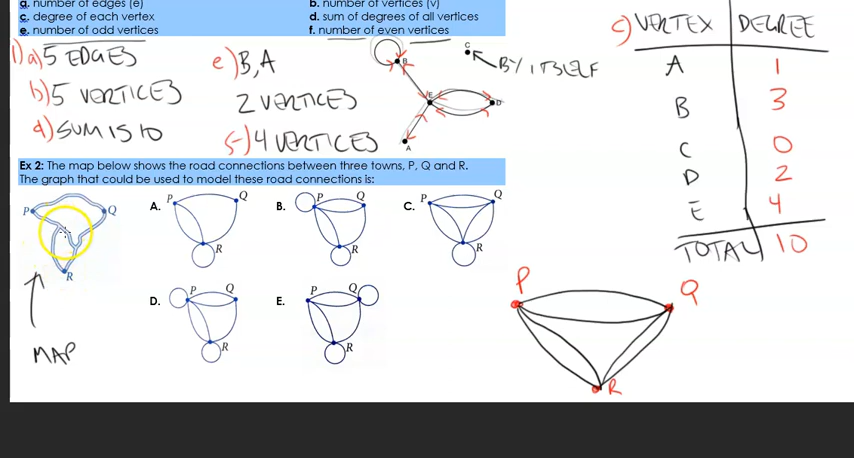 a. number of edges (e)
b. number of vertices (v)
c. degree of each vertex
d. sum of degrees of all vertices
e. number of odd vertices
f. number of even vertices
1) a) 5 EDGES
b) 5 VERTICES
d) SUM IS 10
e) B, A
2 VERTICES
f) 4 VERTICES
B
C
E
D
A
BY ITSELF
c) VERTEX DEGREE
A 1
B 3
C 0
D 2
E 4
TOTAL 10
Ex 2: The map below shows the road connections between three towns, P, Q and R.
The graph that could be used to model these road connections is:
P Q
R
MAP
A. P Q
R
B. P Q
R
C. P Q
R
D. P Q
R
E. P Q
R
P Q
R